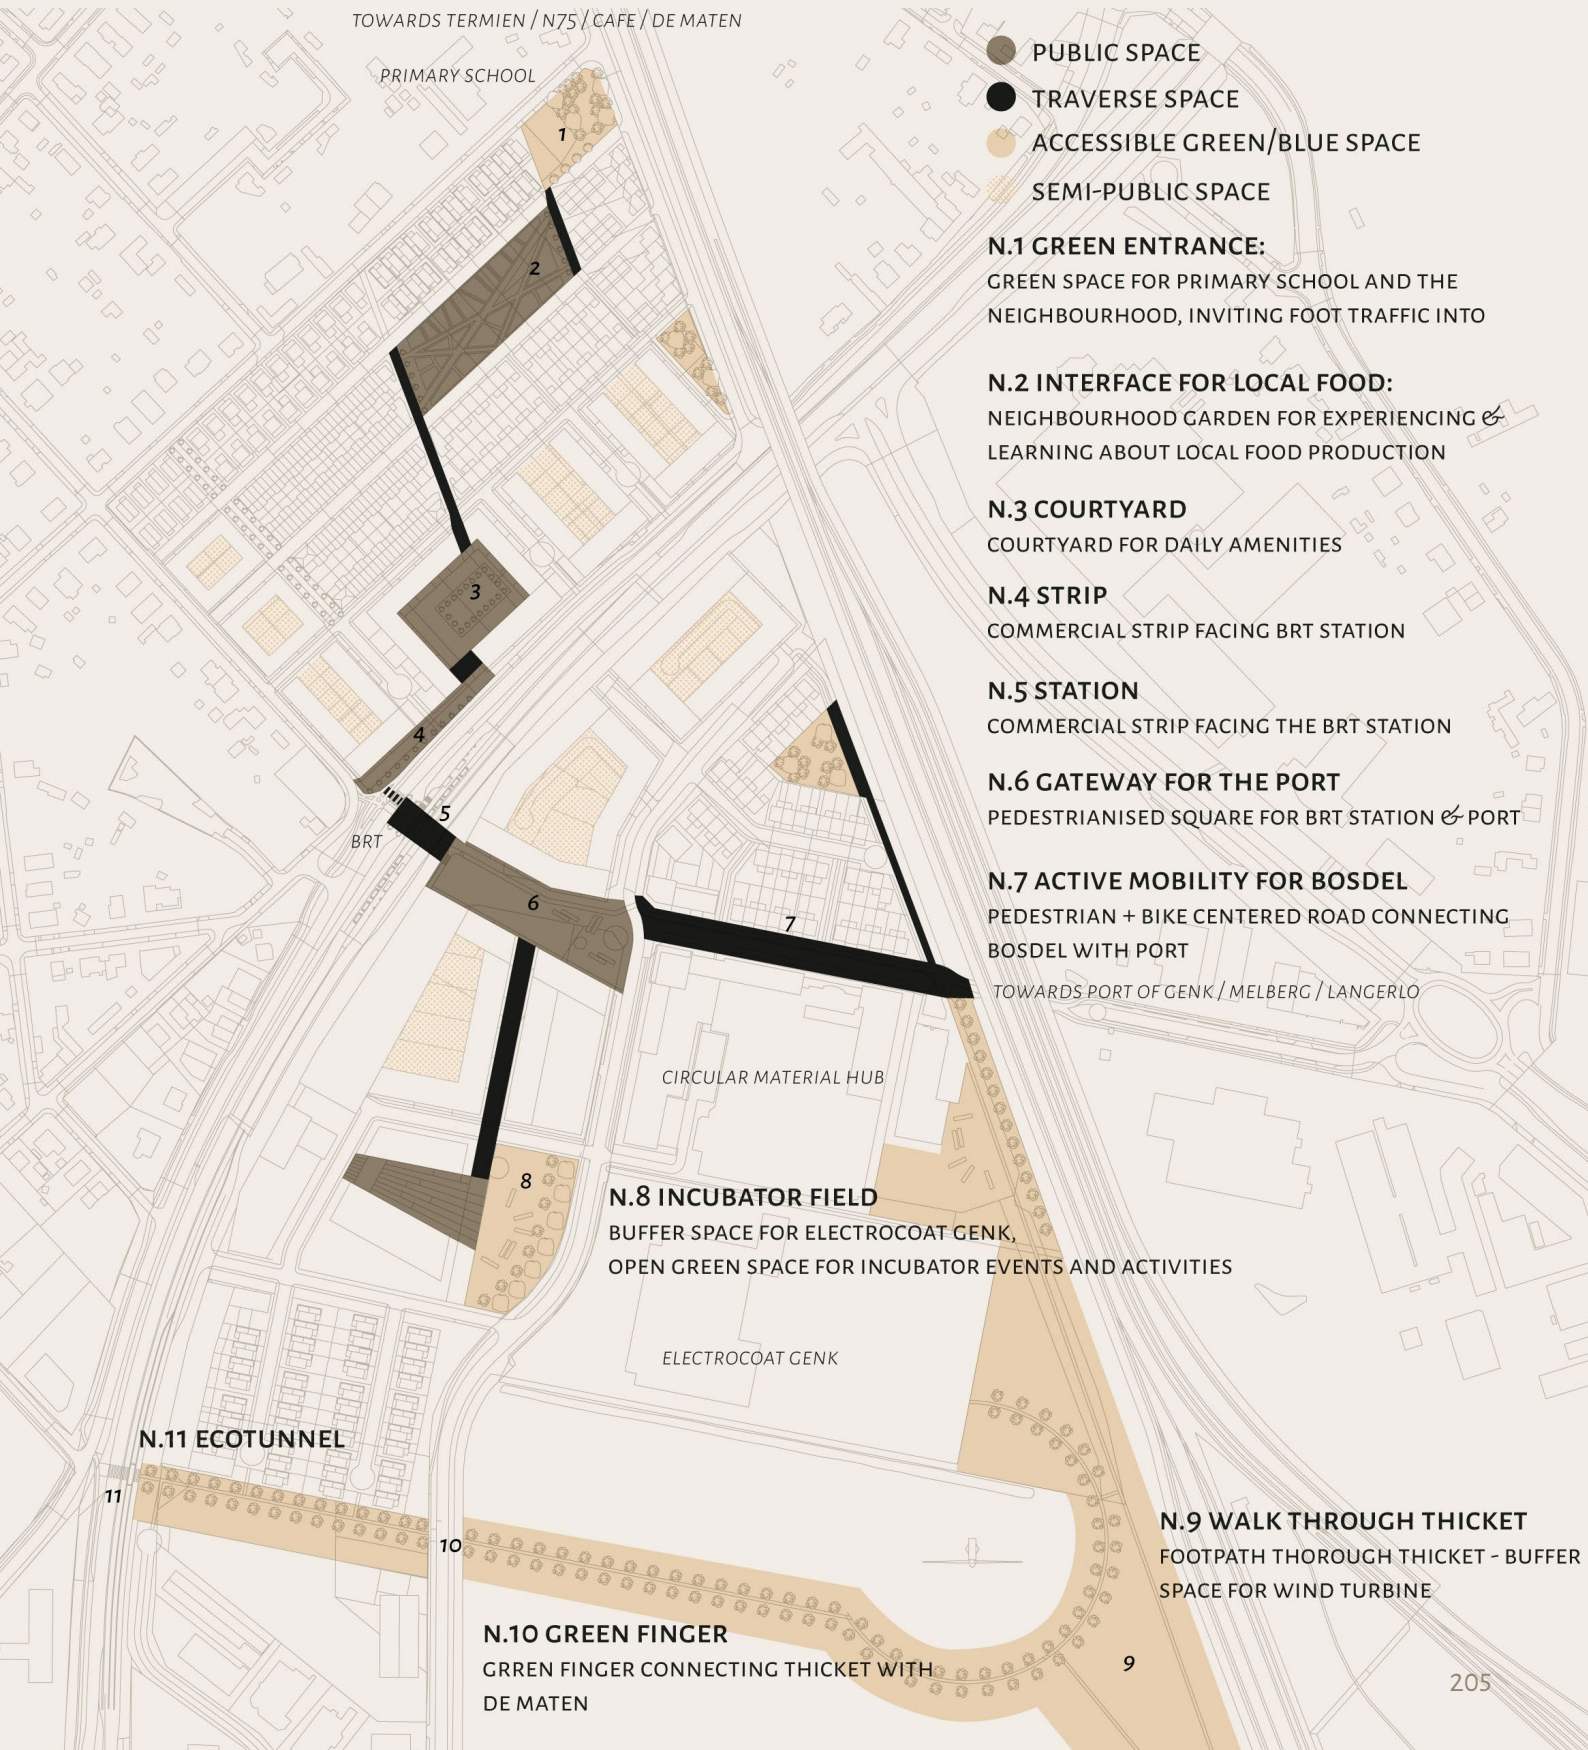 TOWARDS TERMIEN / N75 / CAFE / DE MATEN
PRIMARY SCHOOL
PUBLIC SPACE
TRAVERSE SPACE
ACCESSIBLE GREEN/BLUE SPACE
SEMI-PUBLIC SPACE
N.1 GREEN ENTRANCE:
GREEN SPACE FOR PRIMARY SCHOOL AND THE
NEIGHBOURHOOD, INVITING FOOT TRAFFIC INTO
N.2 INTERFACE FOR LOCAL FOOD:
NEIGHBOURHOOD GARDEN FOR EXPERIENCING &
LEARNING ABOUT LOCAL FOOD PRODUCTION
N.3 COURTYARD
COURTYARD FOR DAILY AMENITIES
N.4 STRIP
COMMERCIAL STRIP FACING BRT STATION
N.5 STATION
COMMERCIAL STRIP FACING THE BRT STATION
N.6 GATEWAY FOR THE PORT
PEDESTRIANISED SQUARE FOR BRT STATION & PORT
N.7 ACTIVE MOBILITY FOR BOSDEL
PEDESTRIAN + BIKE CENTERED ROAD CONNECTING
BOSDEL WITH PORT
TOWARDS PORT OF GENK / MELBERG / LANGERLO
1
2
3
4
5
BRT
6
7
CIRCULAR MATERIAL HUB
8
N.8 INCUBATOR FIELD
BUFFER SPACE FOR ELECTROCOAT GENK,
OPEN GREEN SPACE FOR INCUBATOR EVENTS AND ACTIVITIES
ELECTROCOAT GENK
N.11 ECOTUNNEL
11
10
N.9 WALK THROUGH THICKET
FOOTPATH THOROUGH THICKET - BUFFER
SPACE FOR WIND TURBINE
N.10 GREEN FINGER
GRREN FINGER CONNECTING THICKET WITH
DE MATEN
9
205